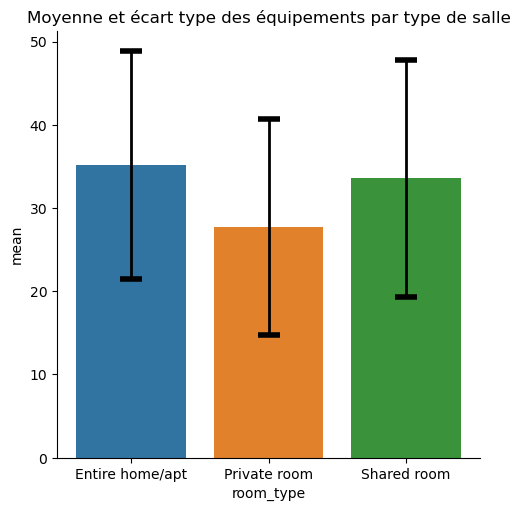 Moyenne et écart type des équipements par type de salle
50
40
30
20
10
0
mean
Entire home/apt
Private room
Shared room
room_type